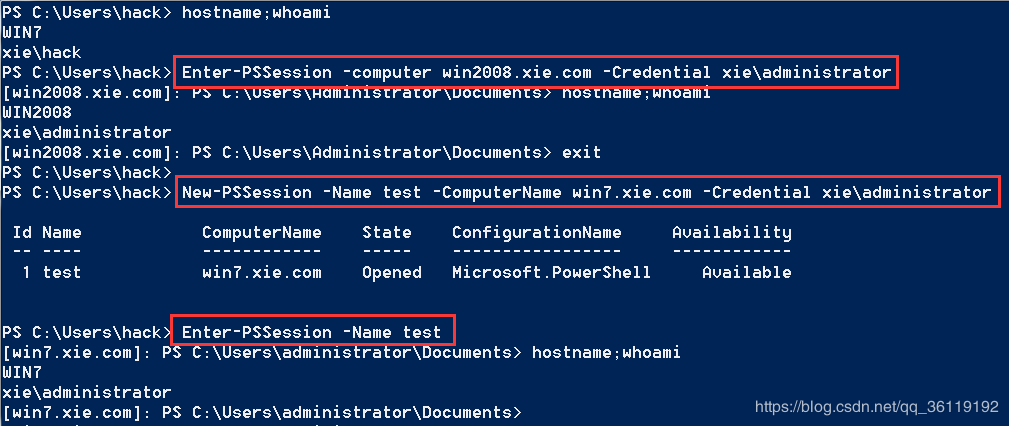 PS C:\Users\hack> hostname;whoami
WIN7
xie\hack
PS C:\Users\hack> Enter-PSSession -computer win2008.xie.com -Credential xie\administrator
[win2008.xie.com]: PS C:\Users\Administrator\Documents> hostname;whoami
WIN2008
xie\administrator
[win2008.xie.com]: PS C:\Users\Administrator\Documents> exit
PS C:\Users\hack>
PS C:\Users\hack> New-PSSession -Name test -ComputerName win7.xie.com -Credential xie\administrator
Id Name ComputerName State ConfigurationName Availability
-- ---- ------------ ----- ----------------- ------------
1 test win7.xie.com Opened Microsoft.PowerShell Available
PS C:\Users\hack> Enter-PSSession -Name test
[win7.xie.com]: PS C:\Users\administrator\Documents> hostname;whoami
WIN7
xie\administrator
[win7.xie.com]: PS C:\Users\administrator\Documents>
https://blog.csdn.net/qq_36119192